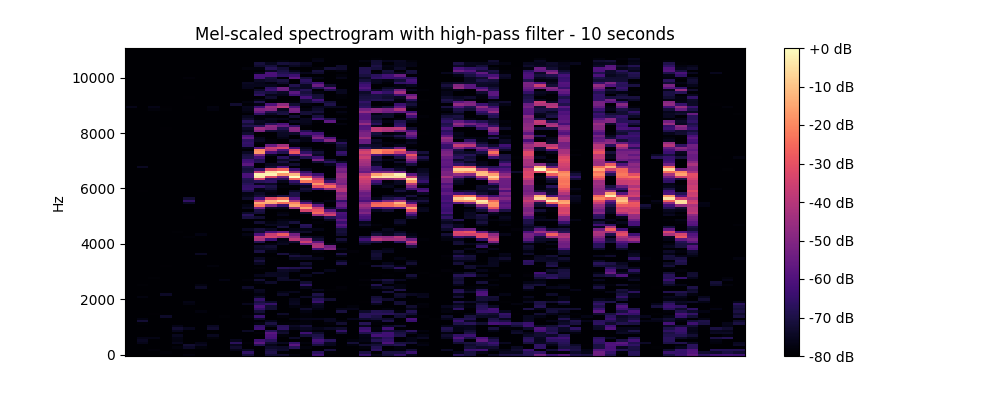 Mel-scaled spectrogram with high-pass filter - 10 seconds
Hz
10000
8000
6000
4000
2000
0
+0 dB
-10 dB
-20 dB
-30 dB
-40 dB
-50 dB
-60 dB
-70 dB
-80 dB